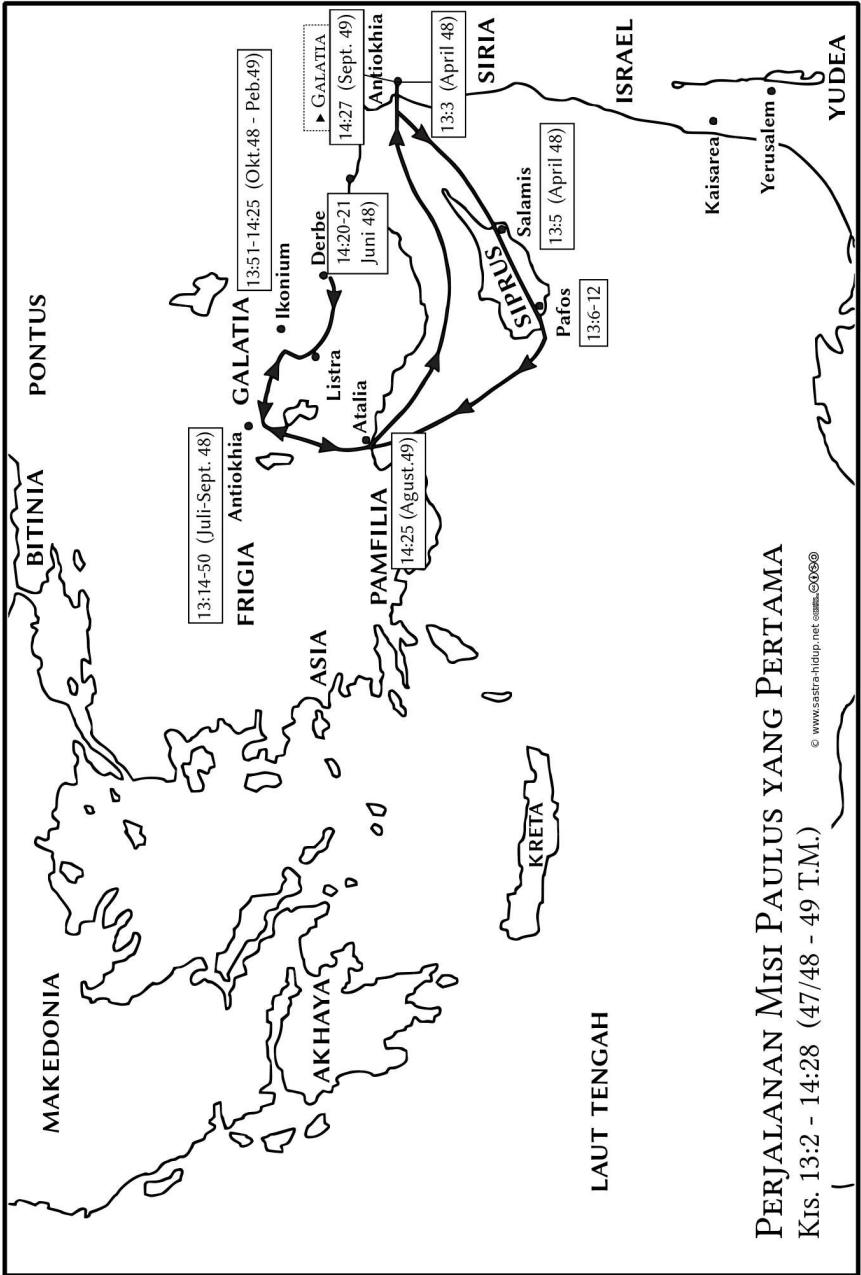 MAKEDONIA
BITINIA
PONTUS
13:14-50 (Juli-Sept. 48)
Antiokhia
FRIGIA
GALATIA
13:51-14:25 (Okt.48 - Peb.49)
Ikonium
Listra
Derbe
14:20-21
Juni 48)
▸ GALATIA
14:27 (Sept. 49)
Antiokhia
13:3 (April 48)
SIRIA
ASIA
AKHAYA
PAMFILIA
Atalia
14:25 (Agust.49)
SIPRUS
Salamis
13:5 (April 48)
Pafos
13:6-12
KRETA
ISRAEL
Kaisarea
Yerusalem
YUDEA
LAUT TENGAH
PERJALANAN MISI PAULUS YANG PERTAMA
KIS. 13:2 - 14:28 (47/48 - 49 T.M.)
© www.sastra-hidup.net